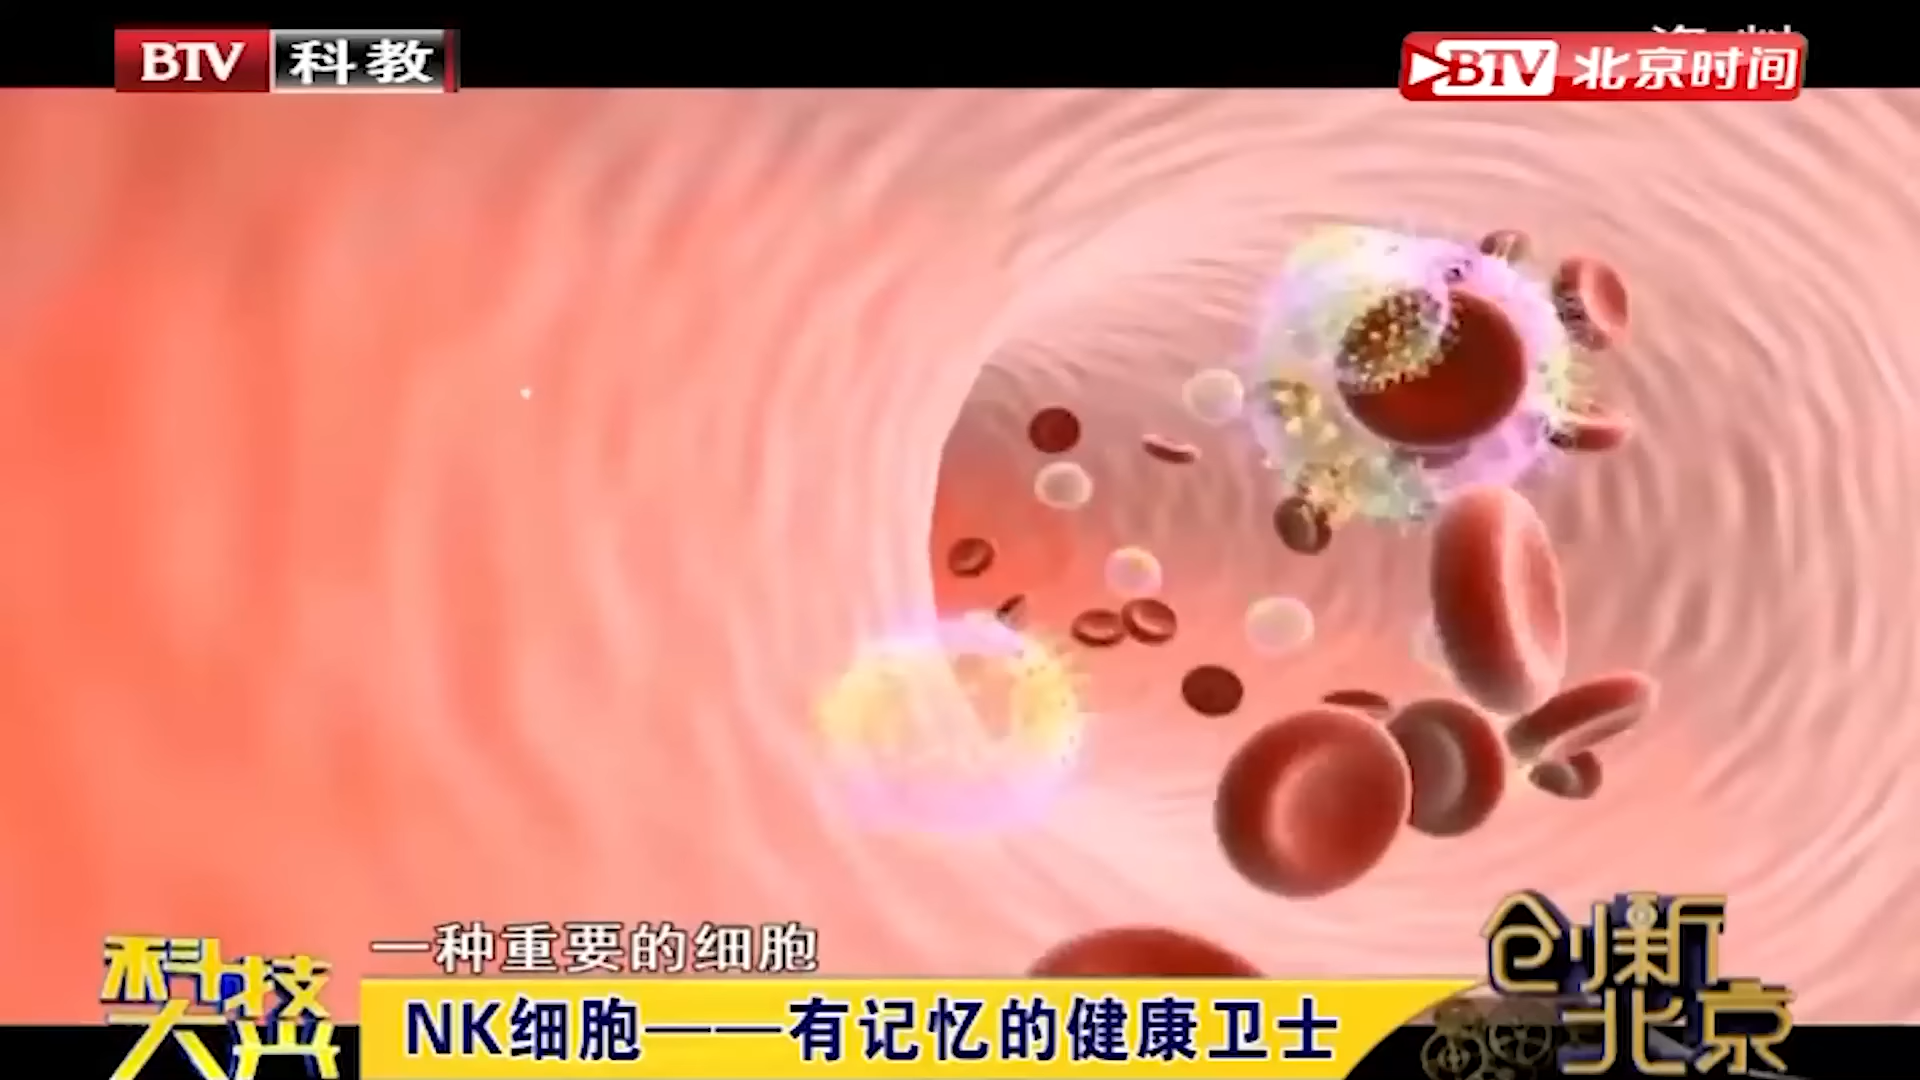 BTV 科教
BTV 北京时间
一种重要的细胞
NK细胞——有记忆的健康卫士
科技
大兴
创新
北京